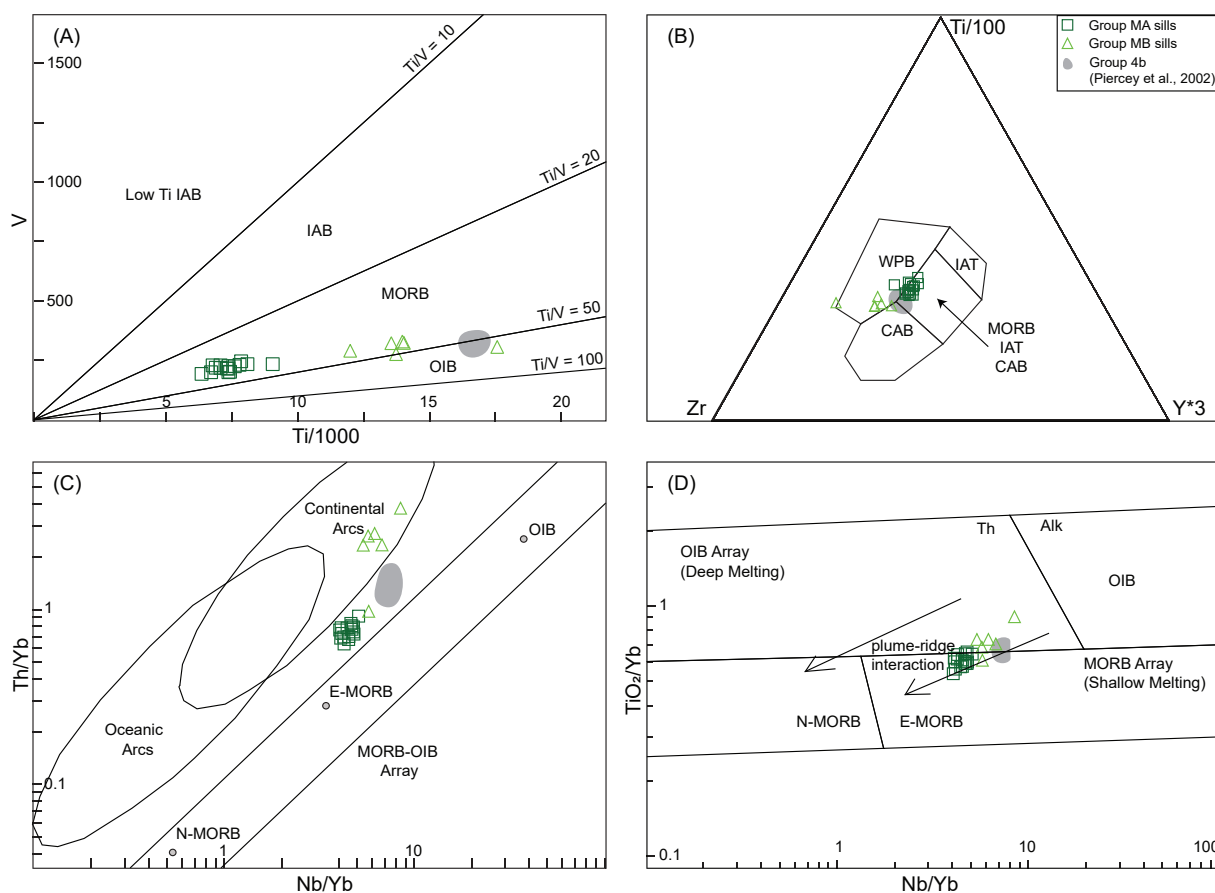 (A)
1500
1000
500
V
Ti/V = 10
Ti/V = 20
Ti/V = 50
Ti/V = 100
Low Ti IAB
IAB
MORB
OIB
5
10
15
20
Ti/1000
(B)
Ti/100
Group MA sills
Group MB sills
Group 4b
(Piercey et al., 2002)
WPB
IAT
CAB
MORB
IAT
CAB
Zr
Y*3
(C)
Continental
Arcs
OIB
1
Th/Yb
E-MORB
Oceanic
Arcs
MORB-OIB
Array
0.1
N-MORB
1
10
Nb/Yb
(D)
Th
Alk
OIB Array
(Deep Melting)
OIB
1
TiO₂/Yb
plume-ridge
interaction
MORB Array
(Shallow Melting)
N-MORB
E-MORB
0.1
1
10
100
Nb/Yb